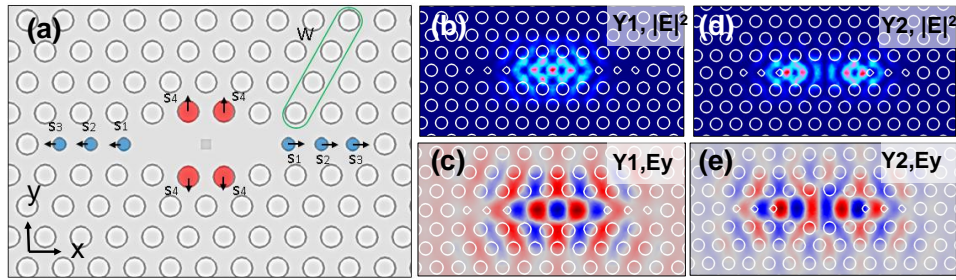 (a)
W
S4 S4
S3 S2 S1
S1 S2 S3
S4 S4
y
x
(b) Y1, |E|²
(d) Y2, |E|²
(c) Y1,Ey
(e) Y2,Ey